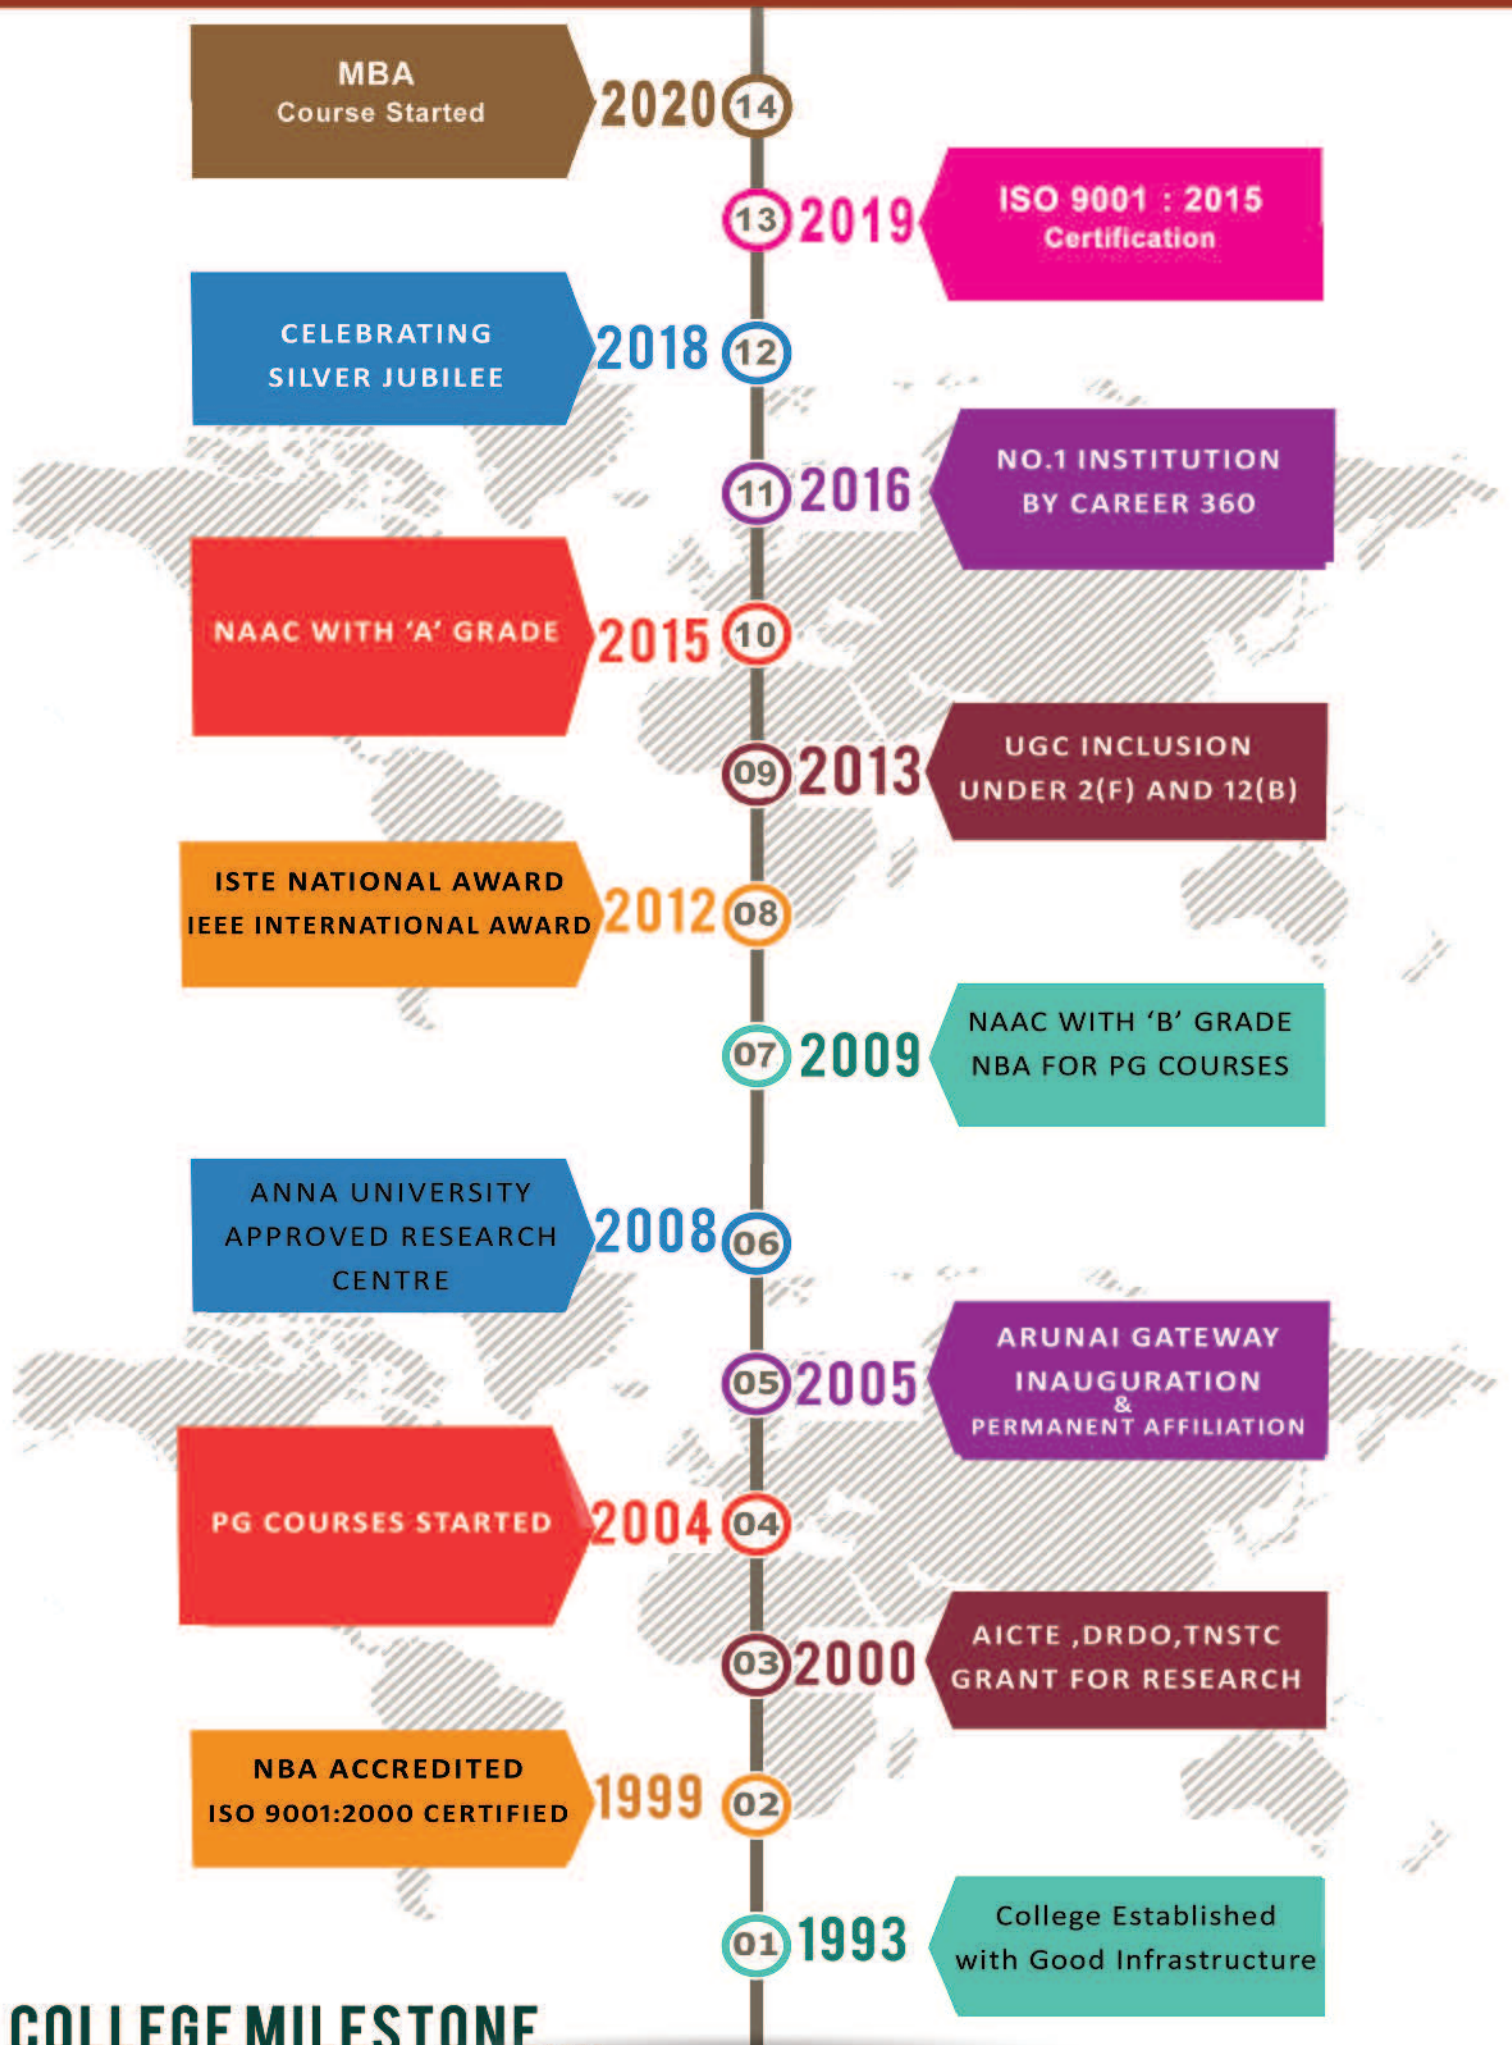 MBA
Course Started
2020 14
13 2019
ISO 9001 : 2015
Certification
CELEBRATING
SILVER JUBILEE
2018 12
11 2016
NO.1 INSTITUTION
BY CAREER 360
NAAC WITH ‘A’ GRADE
2015 10
09 2013
UGC INCLUSION
UNDER 2(F) AND 12(B)
ISTE NATIONAL AWARD
IEEE INTERNATIONAL AWARD
2012 08
07 2009
NAAC WITH ‘B’ GRADE
NBA FOR PG COURSES
ANNA UNIVERSITY
APPROVED RESEARCH
CENTRE
2008 06
05 2005
ARUNAI GATEWAY
INAUGURATION
&
PERMANENT AFFILIATION
PG COURSES STARTED
2004 04
03 2000
AICTE ,DRDO,TNSTC
GRANT FOR RESEARCH
NBA ACCREDITED
ISO 9001:2000 CERTIFIED
1999 02
01 1993
College Established
with Good Infrastructure
COLLEGE MILESTONE